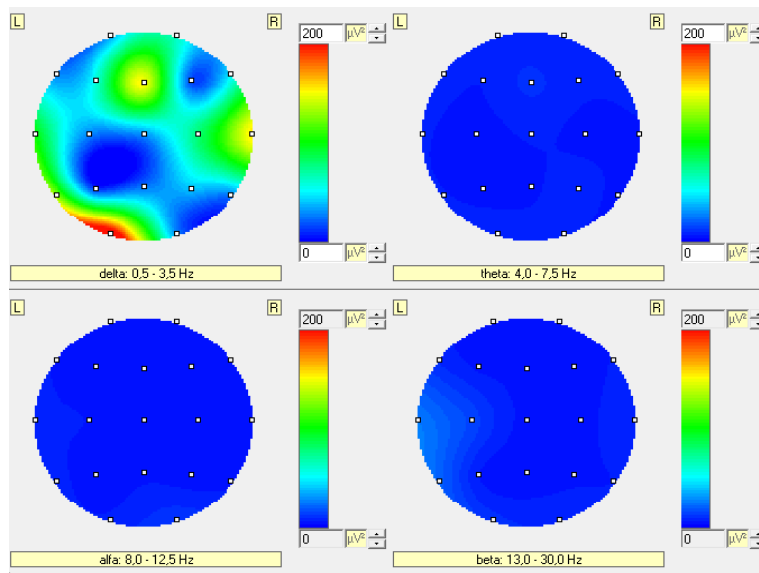 L R 200 µV² L R 200 µV²
0 µV² 0 µV²
delta: 0,5 - 3,5 Hz theta: 4,0 - 7,5 Hz
L R 200 µV² L R 200 µV²
0 µV² 0 µV²
alfa: 8,0 - 12,5 Hz beta: 13,0 - 30,0 Hz